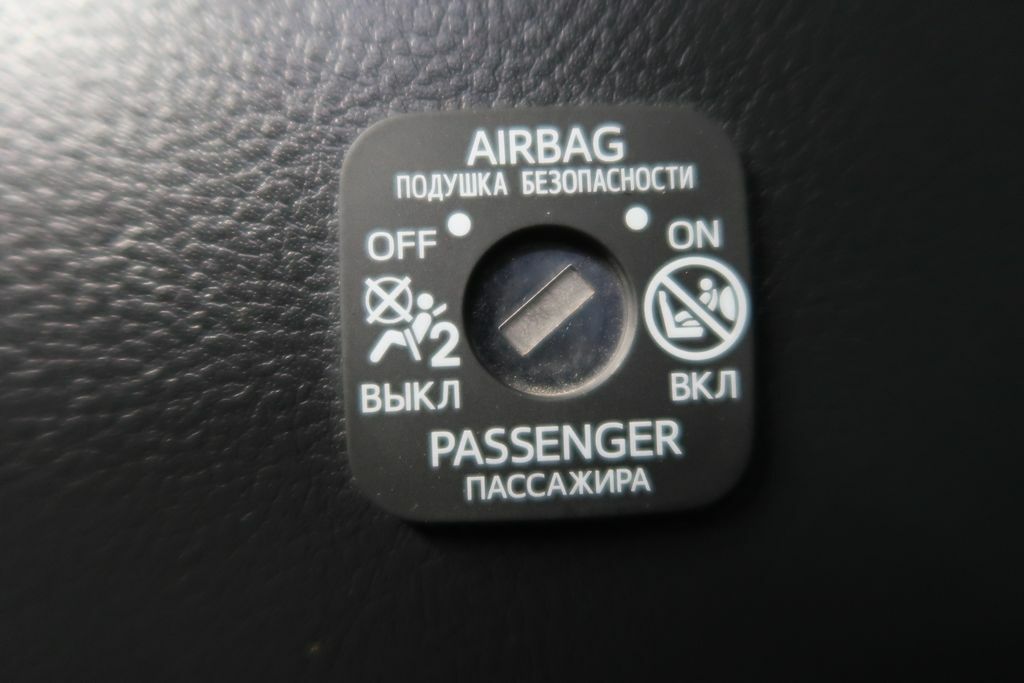 AIRBAG
ПОДУШКА БЕЗОПАСНОСТИ
OFF ON
2
ВЫКЛ ВКЛ
PASSENGER
ПАССАЖИРА